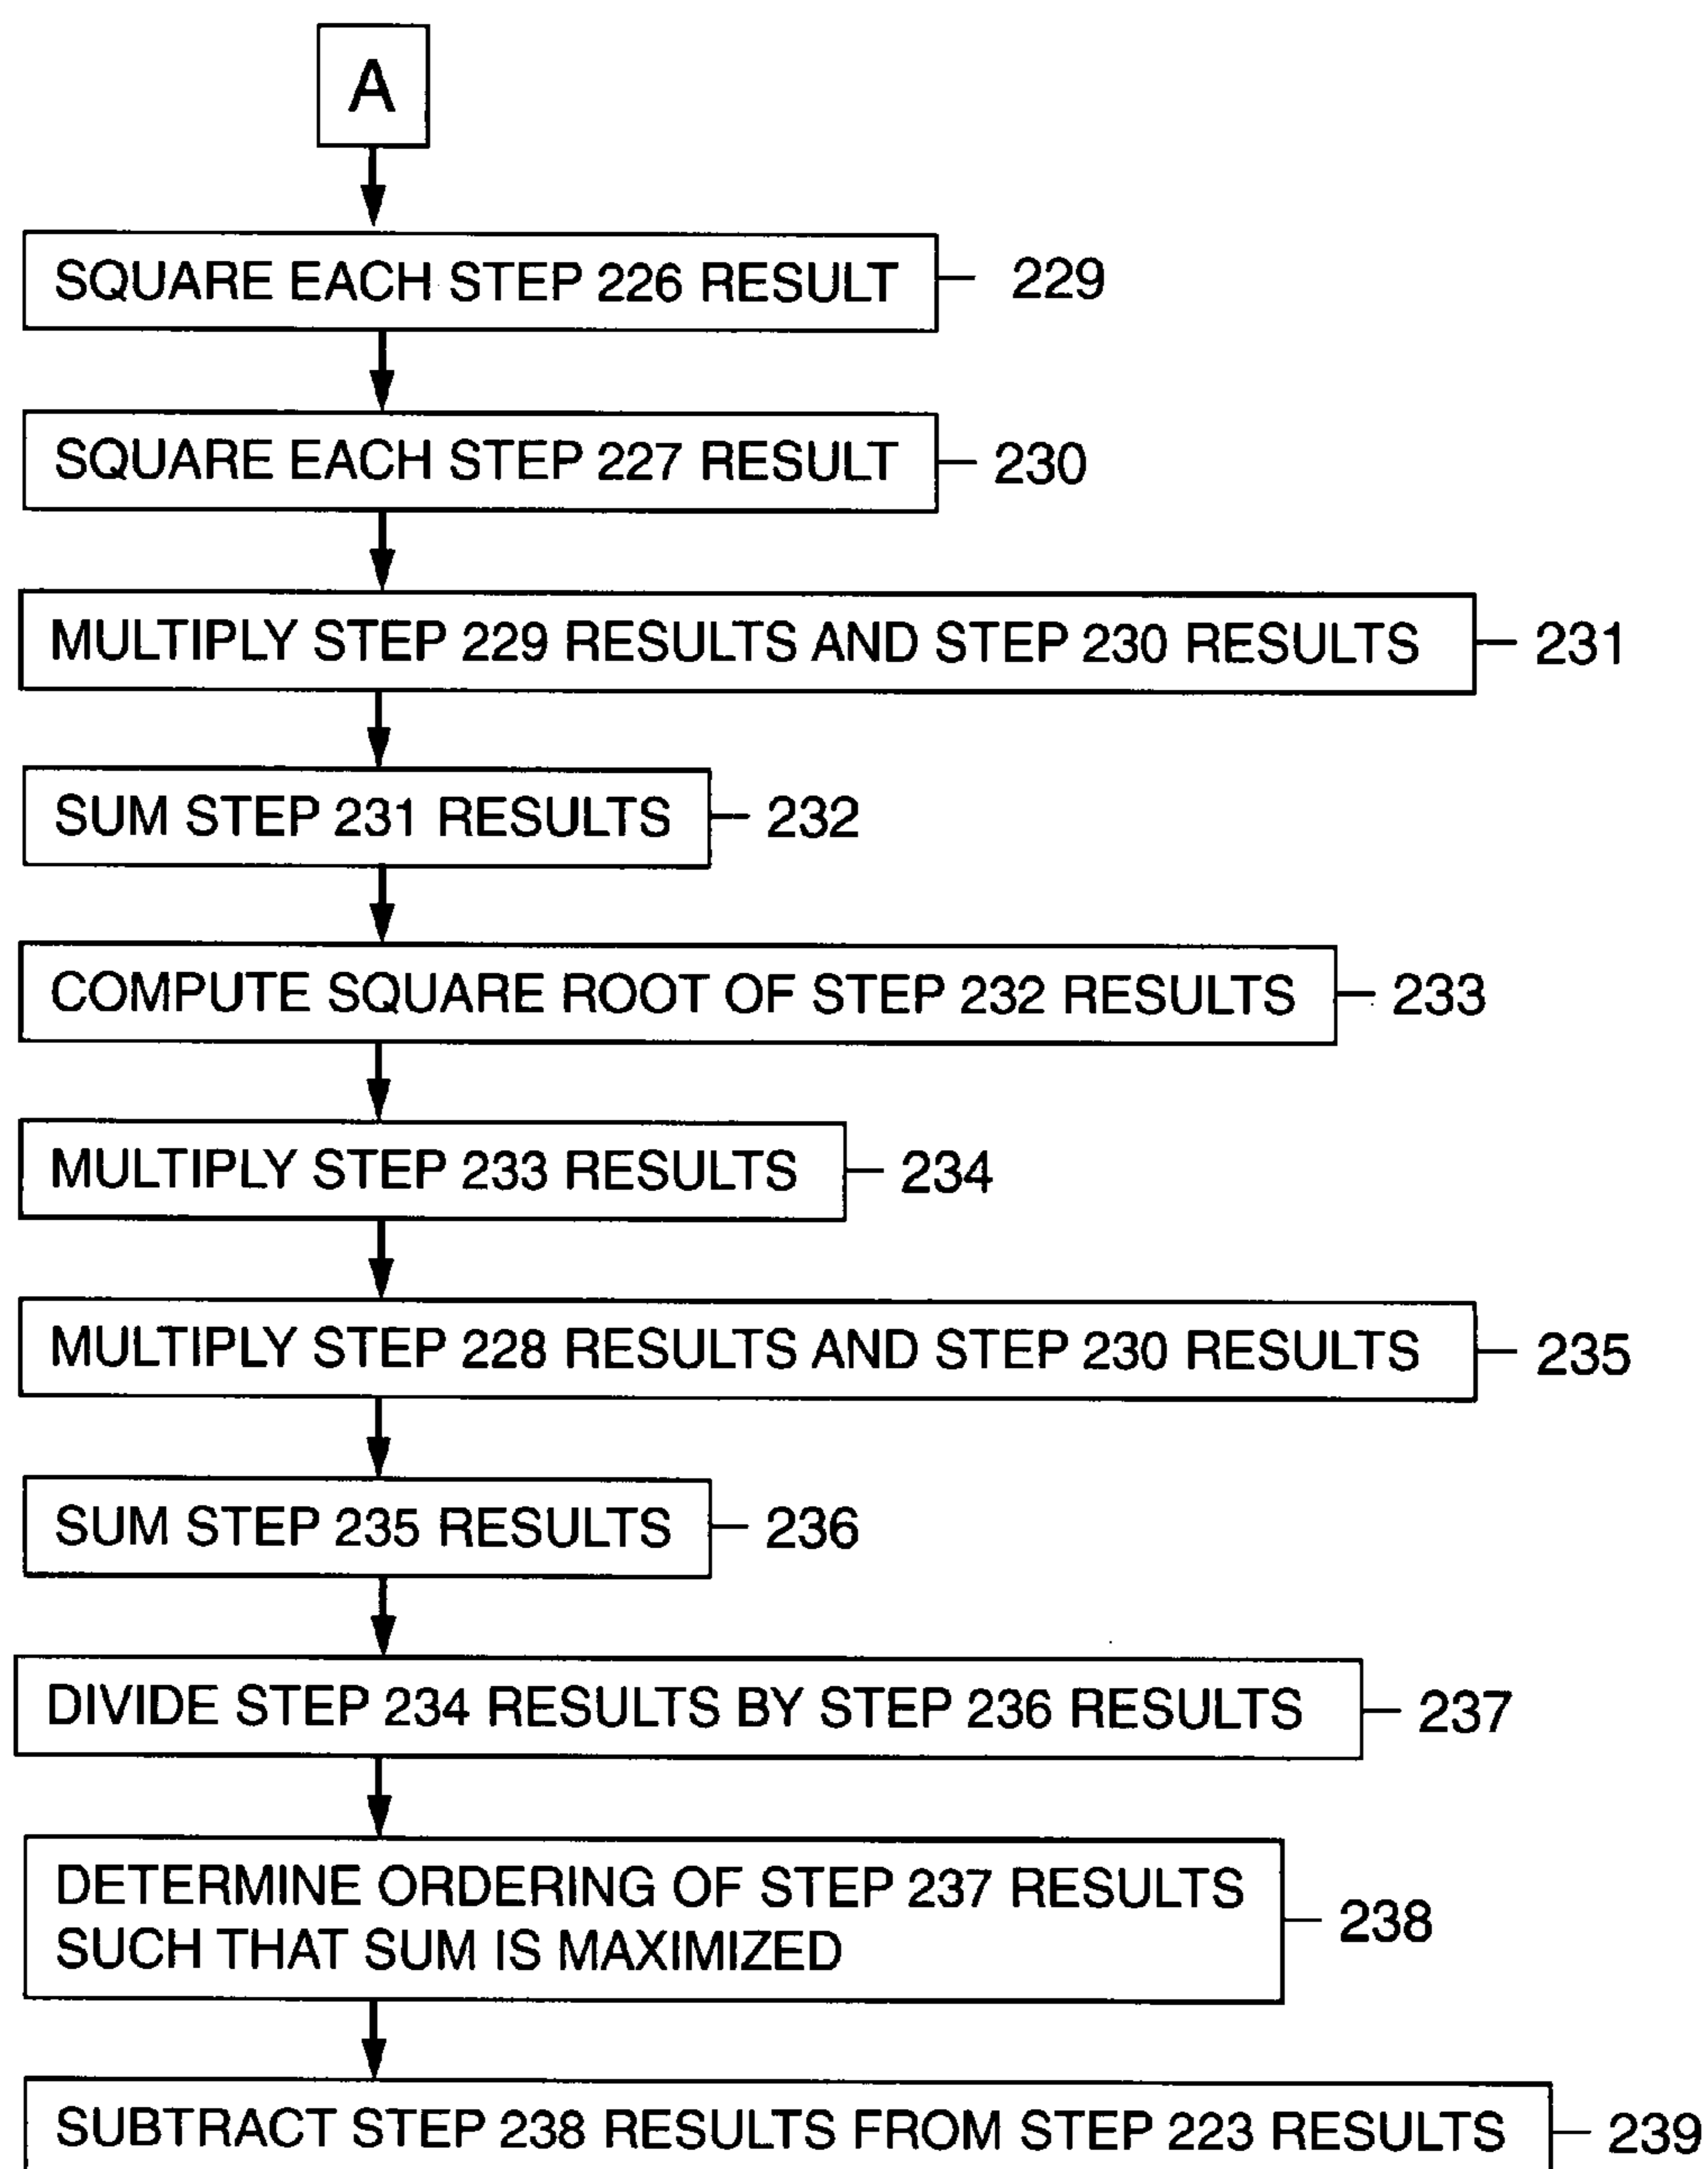 A
SQUARE EACH STEP 226 RESULT
229
SQUARE EACH STEP 227 RESULT
230
MULTIPLY STEP 229 RESULTS AND STEP 230 RESULTS
231
SUM STEP 231 RESULTS
232
COMPUTE SQUARE ROOT OF STEP 232 RESULTS
233
MULTIPLY STEP 233 RESULTS
234
MULTIPLY STEP 228 RESULTS AND STEP 230 RESULTS
235
SUM STEP 235 RESULTS
236
DIVIDE STEP 234 RESULTS BY STEP 236 RESULTS
237
DETERMINE ORDERING OF STEP 237 RESULTS
SUCH THAT SUM IS MAXIMIZED
238
SUBTRACT STEP 238 RESULTS FROM STEP 223 RESULTS
239